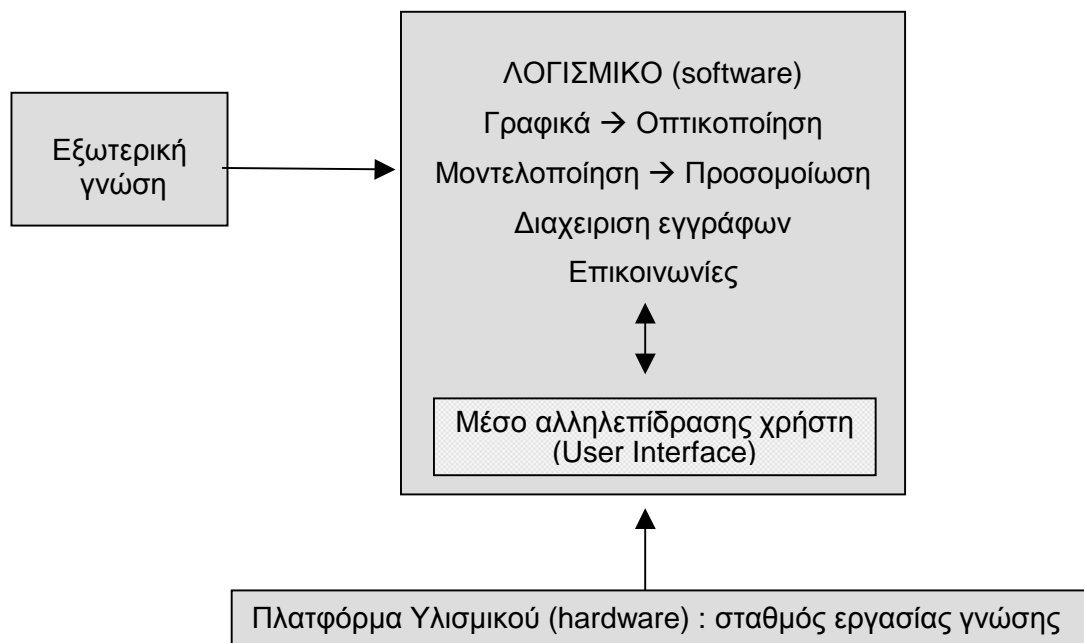 Εξωτερική
γνώση
ΛΟΓΙΣΜΙΚΟ (software)
Γραφικά → Οπτικοποίηση
Μοντελοποίηση → Προσομοίωση
Διαχειριση εγγράφων
Επικοινωνίες
Μέσο αλληλεπίδρασης χρήστη
(User Interface)
Πλατφόρμα Υλισμικού (hardware) : σταθμός εργασίας γνώσης